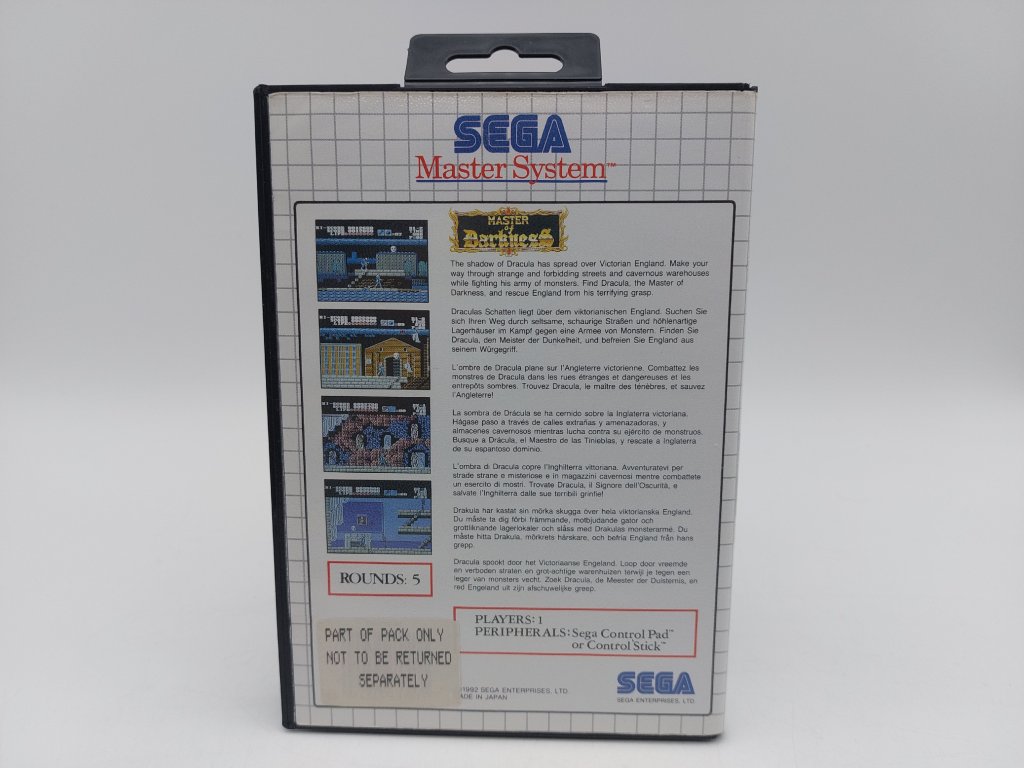 SEGA
Master System™
MASTER
of
Darkness
The shadow of Dracula has spread over Victorian England. Make your
way through strange and forbidding streets and cavernous warehouses
while fighting his army of monsters. Find Dracula, the Master of
Darkness, and rescue England from his terrifying grasp.
Draculas Schatten liegt über dem viktorianischen England. Suchen Sie
sich Ihren Weg durch seltsame, schaurige Straßen und höhlenartige
Lagerhäuser im Kampf gegen eine Armee von Monstern. Finden Sie
Dracula, den Meister der Dunkelheit, und befreien Sie England aus
seinem Würgegriff.
L'ombre de Dracula plane sur l'Angleterre victorienne. Combattez les
monstres de Dracula dans les rues étranges et dangereuses et les
entrepôts sombres. Trouvez Dracula, le maître des ténèbres, et sauvez
l'Angleterre!
La sombra de Drácula se ha cernido sobre la Inglaterra victoriana.
Hágase paso a través de calles extrañas y amenazadoras, y
almacenes cavernosos mientras lucha contra su ejército de monstruos.
Busque a Drácula, el Maestro de las Tinieblas, y rescate a Inglaterra
de su espantoso dominio.
L'ombra di Dracula copre l'Inghilterra vittoriana. Avventuratevi per
strade strane e misteriose e in magazzini cavernosi mentre combattete
un esercito di mostri. Trovate Dracula, il Signore dell'Oscurità, e
salvate l'Inghilterra dalle sue terribili grinfie!
Drakula har kastat sin mörka skugga över hela viktorianska England.
Du måste ta dig förbi främmande, motbjudande gator och
grottliknande lagerlokaler och slåss med Drakulas monsterarmé. Du
måste hitta Drakula, mörkrets härskare, och befria England från hans
grepp.
Dracula spookt door het Victoriaanse Engeland. Loop door vreemde
en verboden straten en grot-achtige warenhuizen terwijl je tegen een
leger van monsters vecht. Zoek Dracula, de Meester der Duisternis, en
red Engeland uit zijn afschuwelijke greep.
ROUNDS: 5
PLAYERS: 1
PERIPHERALS: Sega Control Pad™
or Control Stick™
PART OF PACK ONLY
NOT TO BE RETURNED
SEPARATELY
1992 SEGA ENTERPRISES, LTD.
ADE IN JAPAN
SEGA
SEGA ENTERPRISES, LTD.